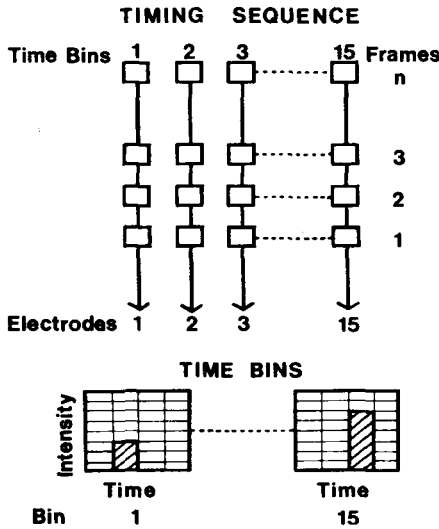 TIMING SEQUENCE
Time Bins 1 2 3 15 Frames
n
3
2
1
Electrodes 1 2 3 15
TIME BINS
Intensity
Time Time
Bin 1 15